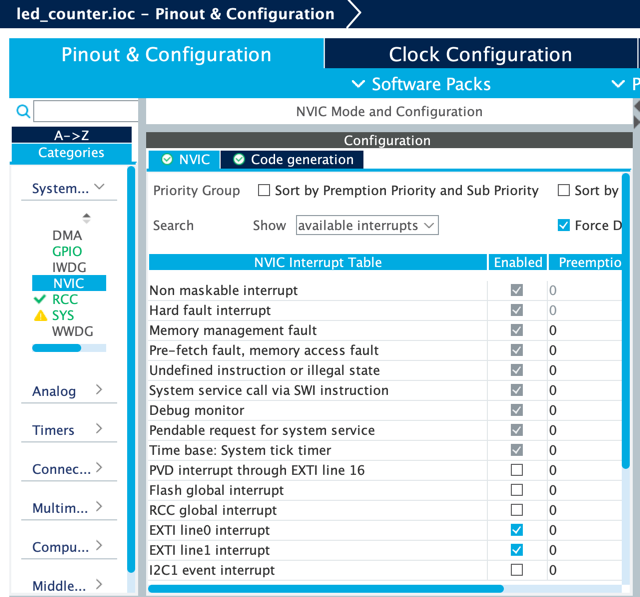 led_counter.ioc - Pinout & Configuration
Pinout & Configuration
Clock Configuration
Software Packs
P
A->Z
Categories
System...
DMA
GPIO
IWDG
NVIC
RCC
SYS
WWDG
Analog
Timers
Connec...
Multim...
Compu...
Middle...
NVIC Mode and Configuration
Configuration
NVIC Code generation
Priority Group Sort by Premption Priority and Sub Priority Sort by
Search Show available interrupts Force D
NVIC Interrupt Table Enabled Preemptio
Non maskable interrupt 0
Hard fault interrupt 0
Memory management fault 0
Pre-fetch fault, memory access fault 0
Undefined instruction or illegal state 0
System service call via SWI instruction 0
Debug monitor 0
Pendable request for system service 0
Time base: System tick timer 0
PVD interrupt through EXTI line 16 0
Flash global interrupt 0
RCC global interrupt 0
EXTI line0 interrupt 0
EXTI line1 interrupt 0
I2C1 event interrupt 0